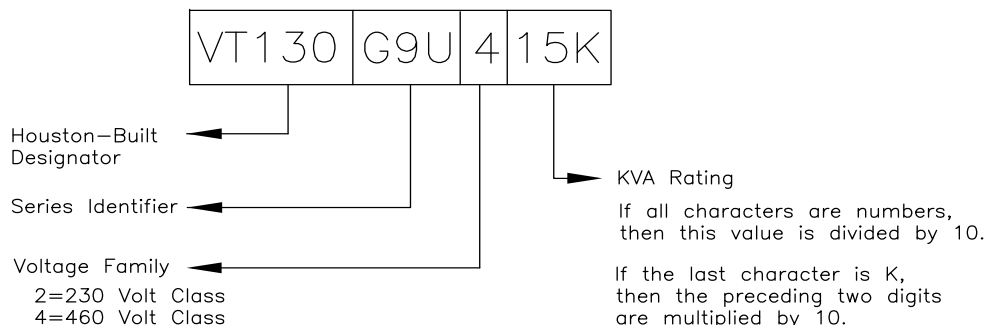 VT130 G9U 4 15K
Houston-Built
Designator
Series Identifier
Voltage Family
2=230 Volt Class
4=460 Volt Class
KVA Rating
If all characters are numbers,
then this value is divided by 10.
If the last character is K,
then the preceding two digits
are multiplied by 10.